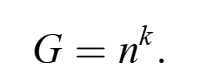 G = n^k.